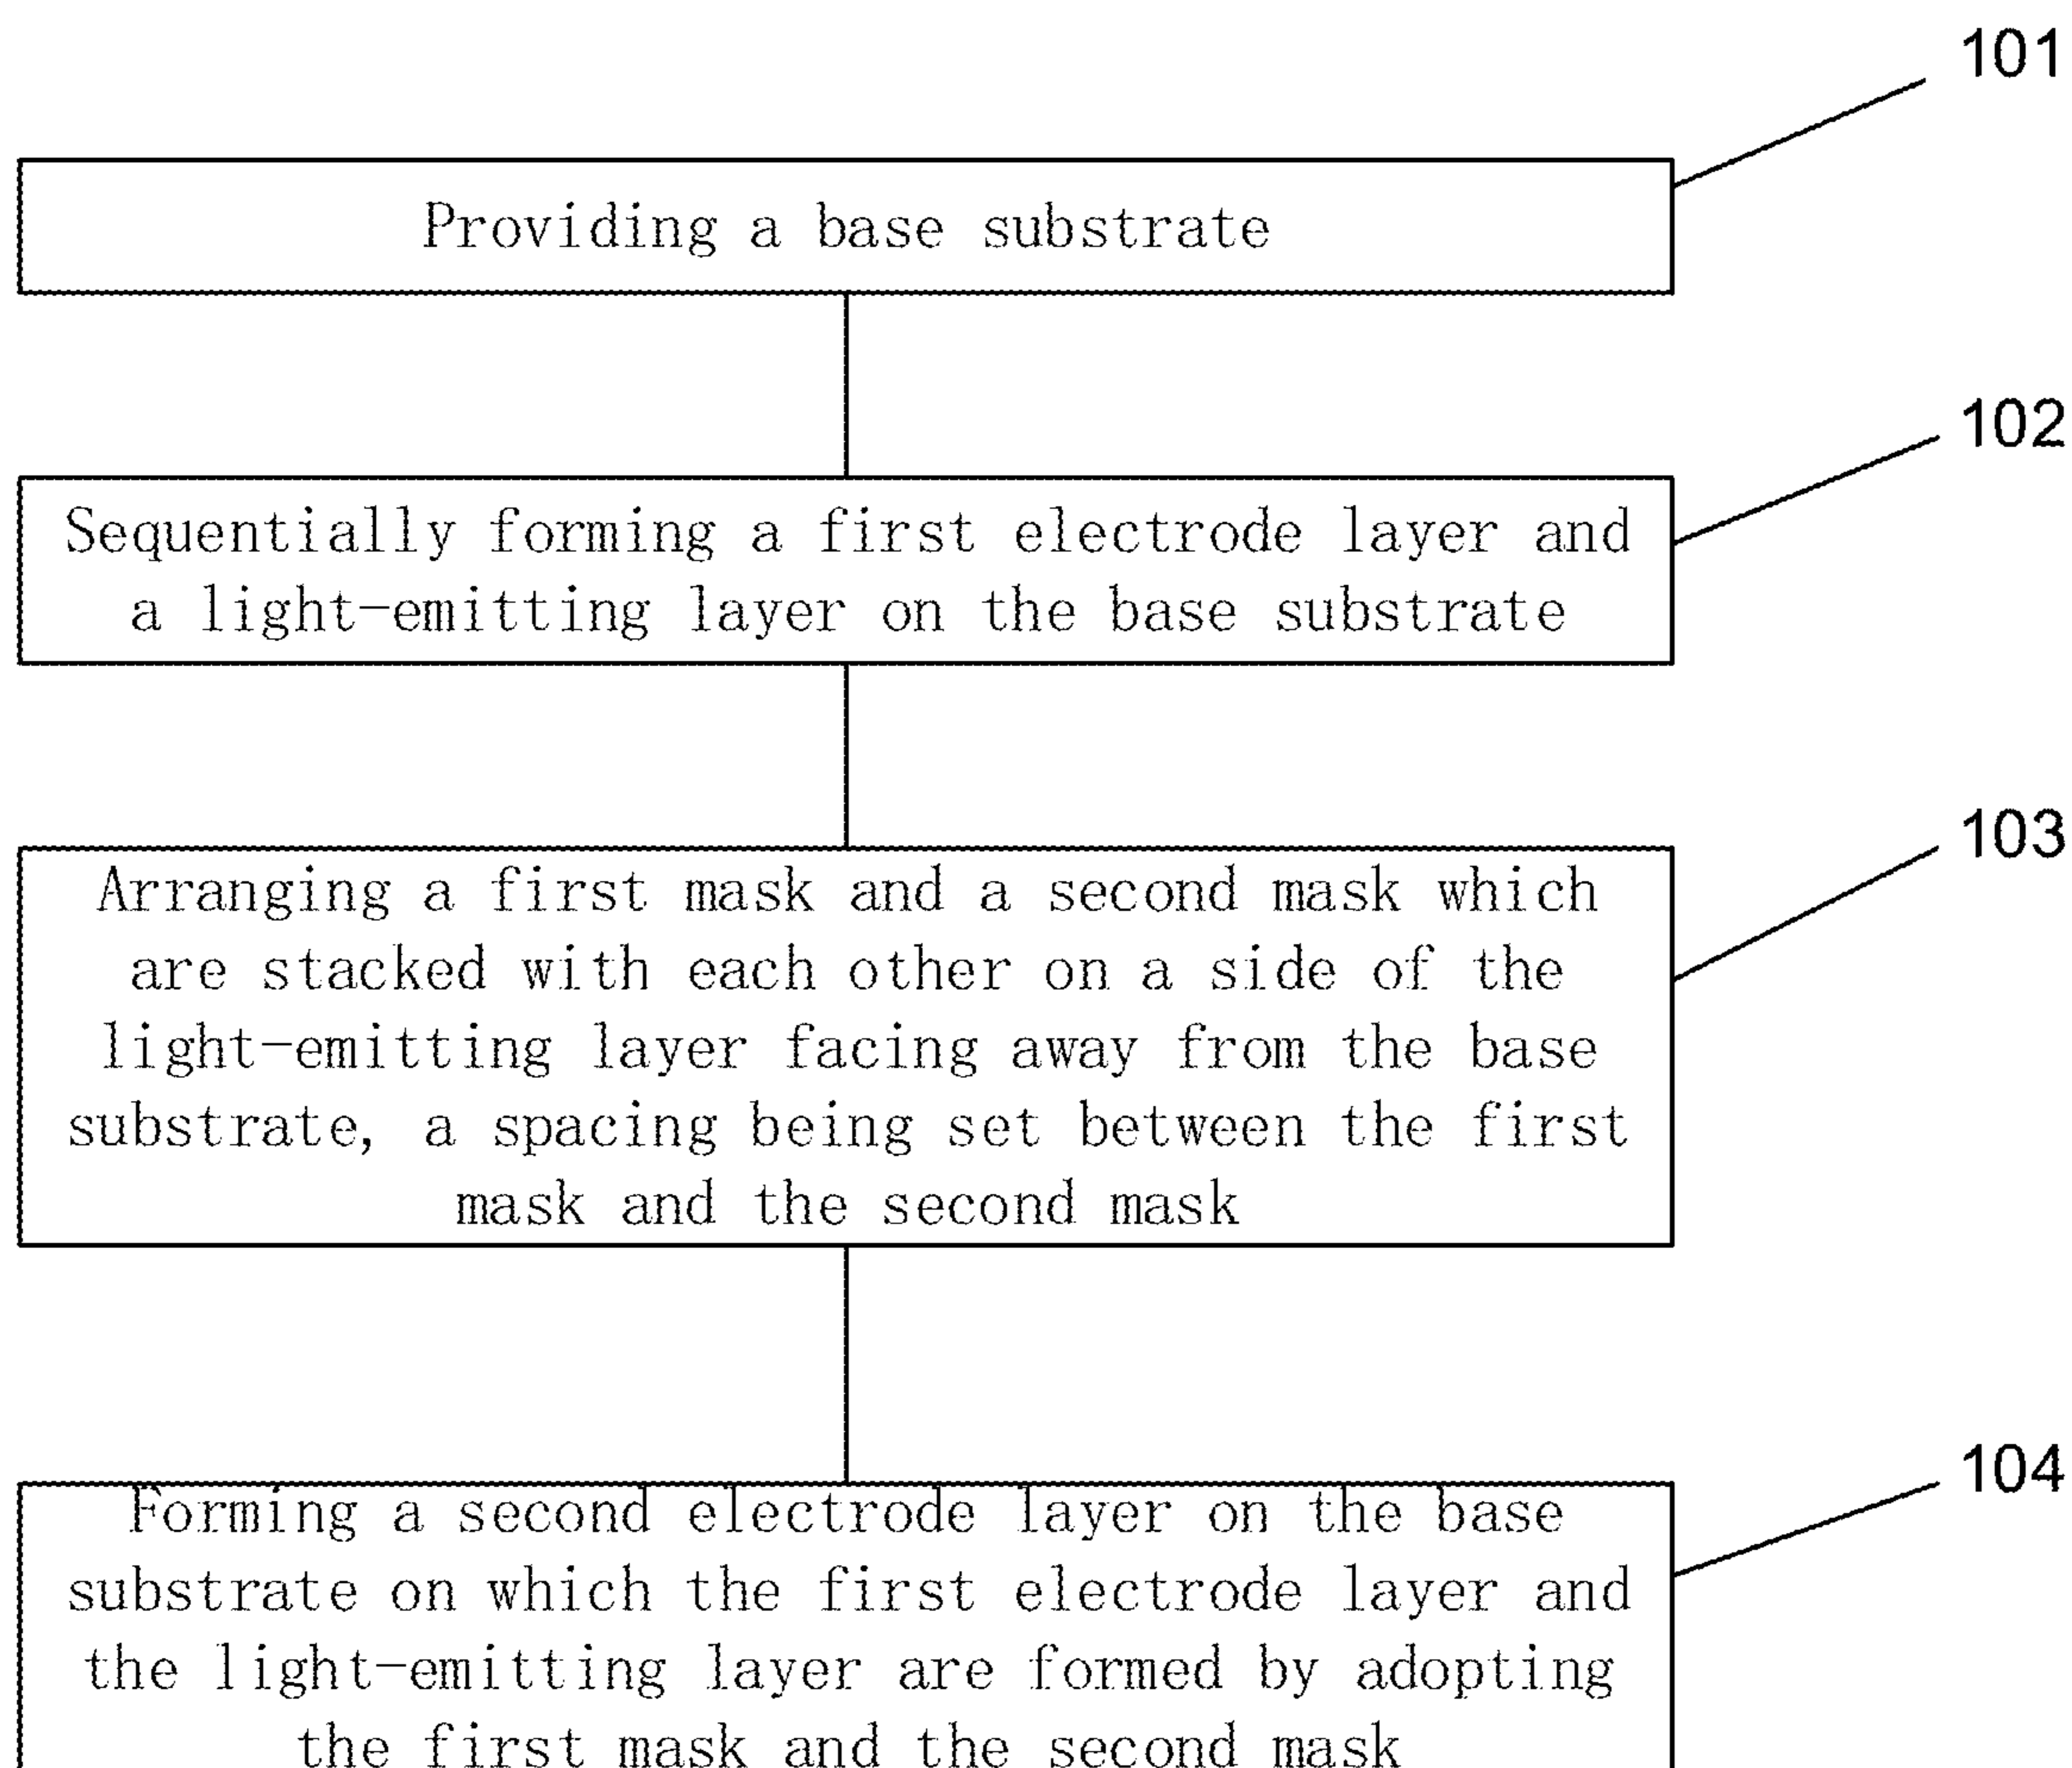 101
Providing a base substrate
102
Sequentially forming a first electrode layer and
a light-emitting layer on the base substrate
103
Arranging a first mask and a second mask which
are stacked with each other on a side of the
light-emitting layer facing away from the base
substrate, a spacing being set between the first
mask and the second mask
104
Forming a second electrode layer on the base
substrate on which the first electrode layer and
the light-emitting layer are formed by adopting
the first mask and the second mask